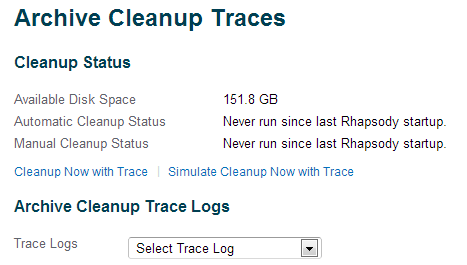 Archive Cleanup Traces
Cleanup Status
Available Disk Space 151.8 GB
Automatic Cleanup Status Never run since last Rhapsody startup.
Manual Cleanup Status Never run since last Rhapsody startup.
Cleanup Now with Trace | Simulate Cleanup Now with Trace
Archive Cleanup Trace Logs
Trace Logs Select Trace Log